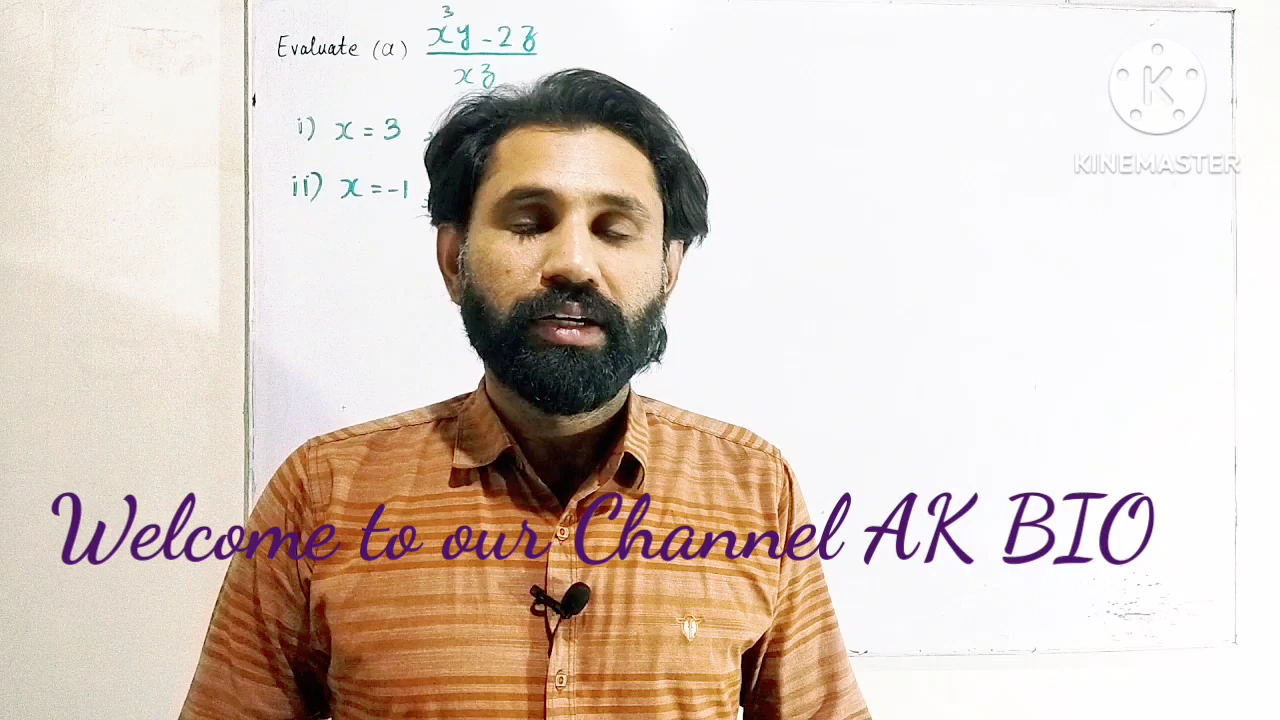 Evaluate (a) x³y - 2z
xz
i) x = 3
ii) x = -1
K
KINEMASTER
Welcome to our Channel AK BIO